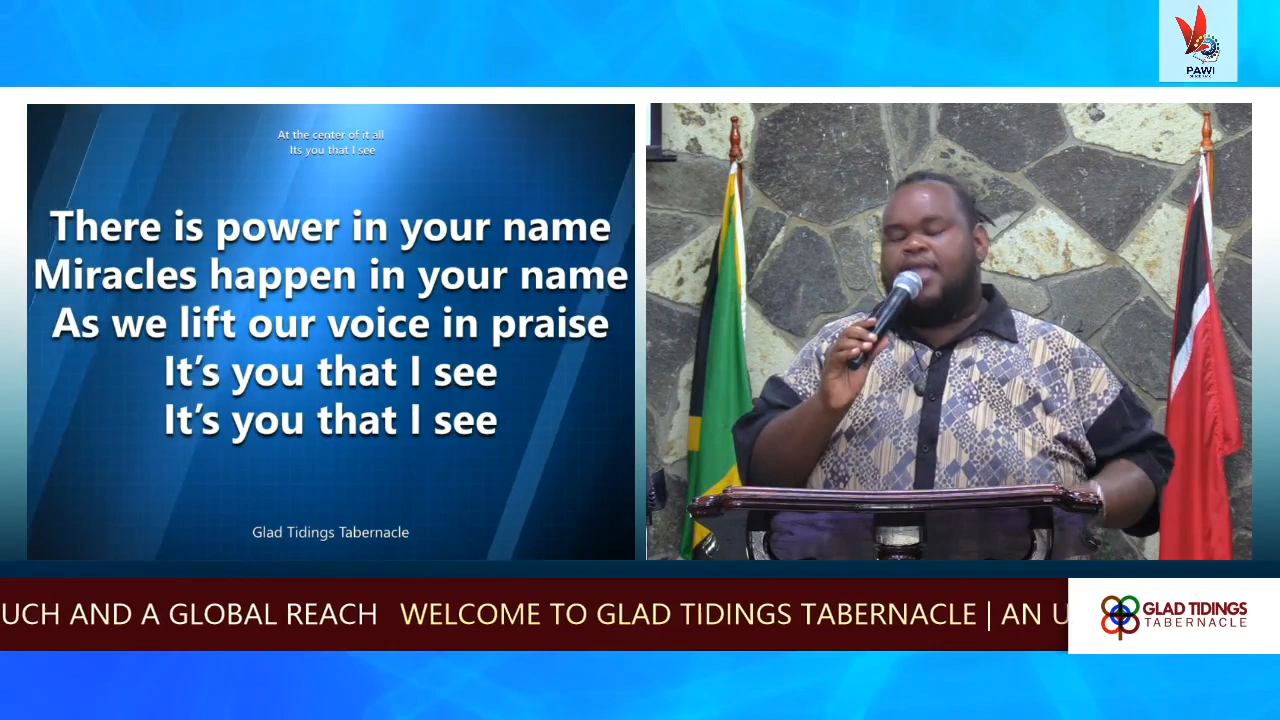 PAWI
At the center of it all
Its you that I see
There is power in your name
Miracles happen in your name
As we lift our voice in praise
It’s you that I see
It’s you that I see
Glad Tidings Tabernacle
UCH AND A GLOBAL REACH WELCOME TO GLAD TIDINGS TABERNACLE | AN U
GLAD TIDINGS
TABERNACLE